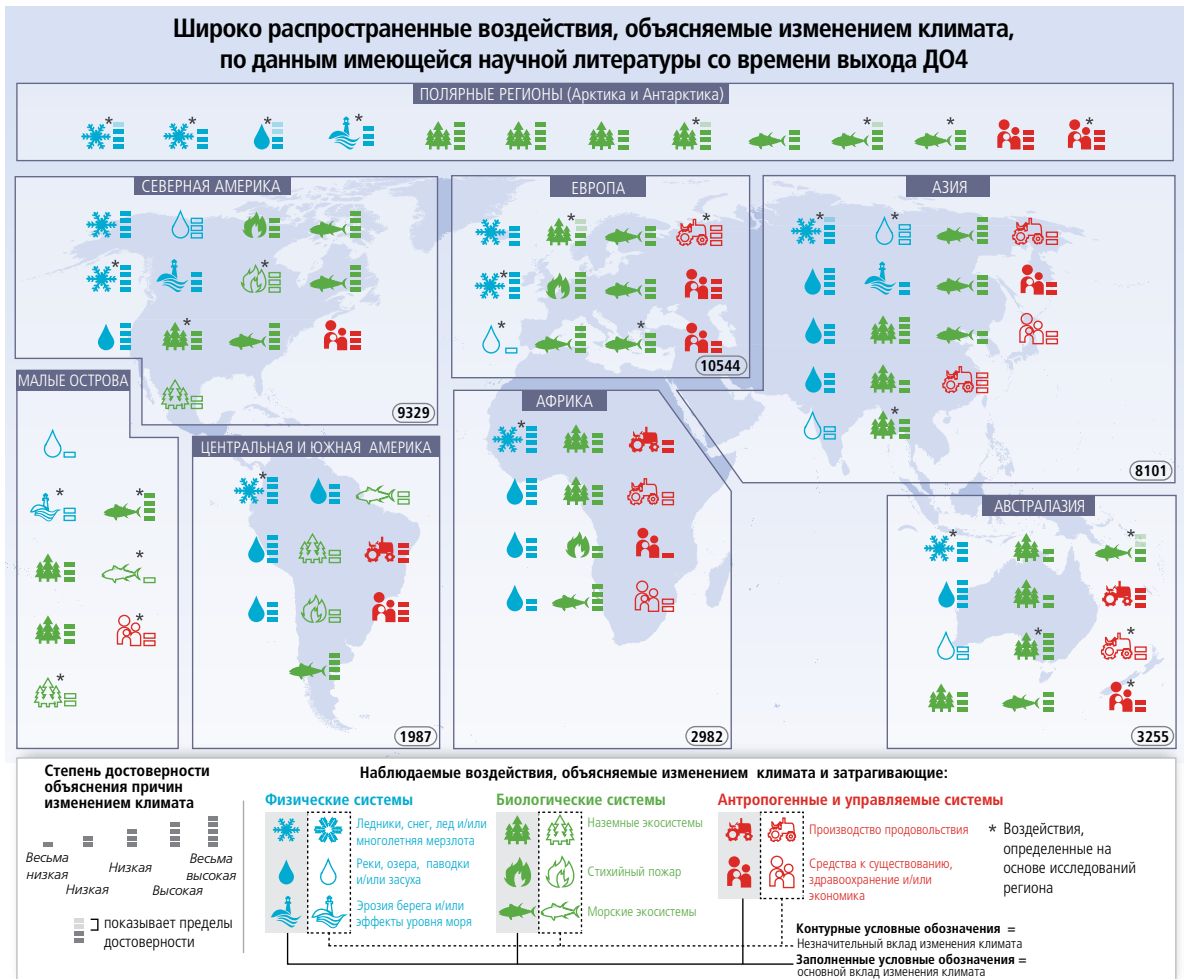 Широко распространенные воздействия, объясняемые изменением климата,
по данным имеющейся научной литературы со времени выхода ДО4
ПОЛЯРНЫЕ РЕГИОНЫ (Арктика и Антарктика)
СЕВЕРНАЯ АМЕРИКА
ЕВРОПА
АЗИЯ
10544
МАЛЫЕ ОСТРОВА
9329
АФРИКА
ЦЕНТРАЛЬНАЯ И ЮЖНАЯ АМЕРИКА
8101
АВСТРАЛАЗИЯ
1987
2982
3255
Степень достоверности
объяснения причин
изменением климата
Весьма
низкая
Низкая
Низкая
Высокая
Весьма
высокая
показывает пределы
достоверности
Наблюдаемые воздействия, объясняемые изменением климата и затрагивающие:
Физические системы
Ледники, снег, лед и/или
многолетняя мерзлота
Реки, озера, паводки
и/или засуха
Эрозия берега и/или
эффекты уровня моря
Биологические системы
Наземные экосистемы
Стихийный пожар
Морские экосистемы
Антропогенные и управляемые системы
Производство продовольствия
Средства к существованию,
здравоохранение и/или
экономика
* Воздействия,
определенные на
основе исследований
региона
Контурные условные обозначения =
Незначительный вклад изменения климата
Заполненные условные обозначения =
основной вклад изменения климата